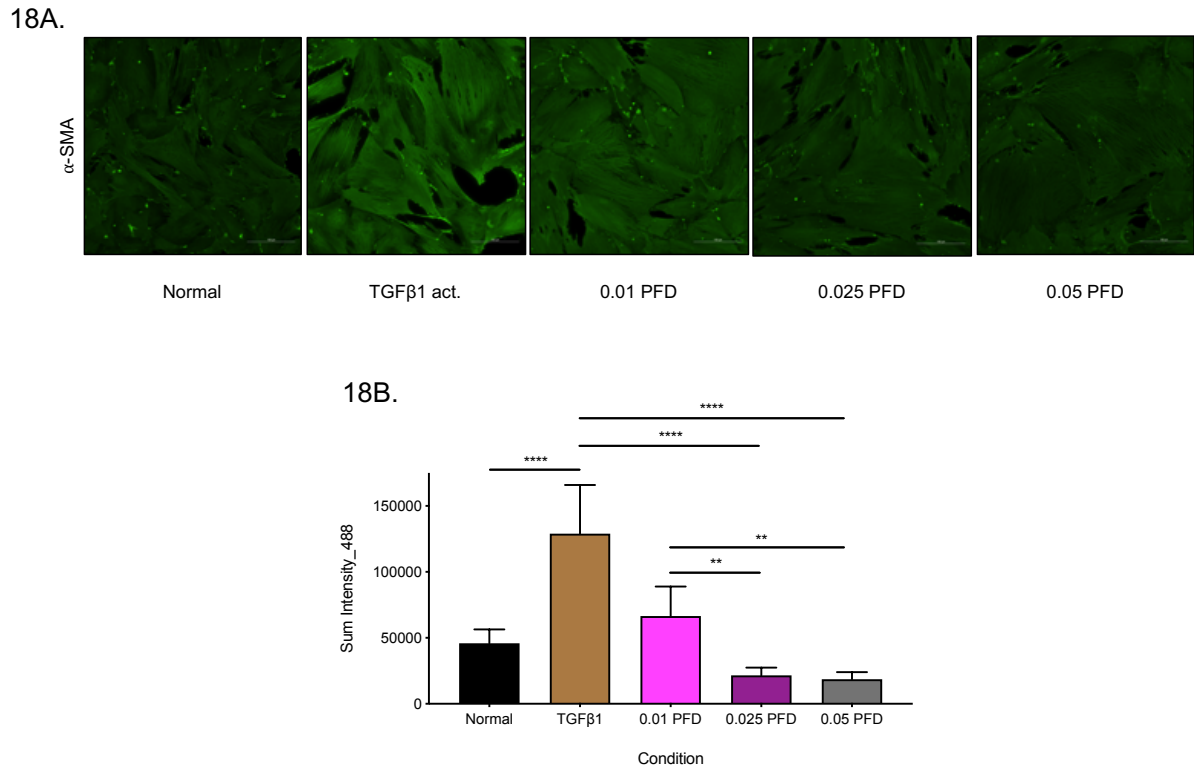 18A.
α-SMA
Normal
TGFβ1 act.
0.01 PFD
0.025 PFD
0.05 PFD
18B.
****
****
****
**
**
Sum Intensity_488
150000
100000
50000
0
Normal
TGFβ1
0.01 PFD
0.025 PFD
0.05 PFD
Condition